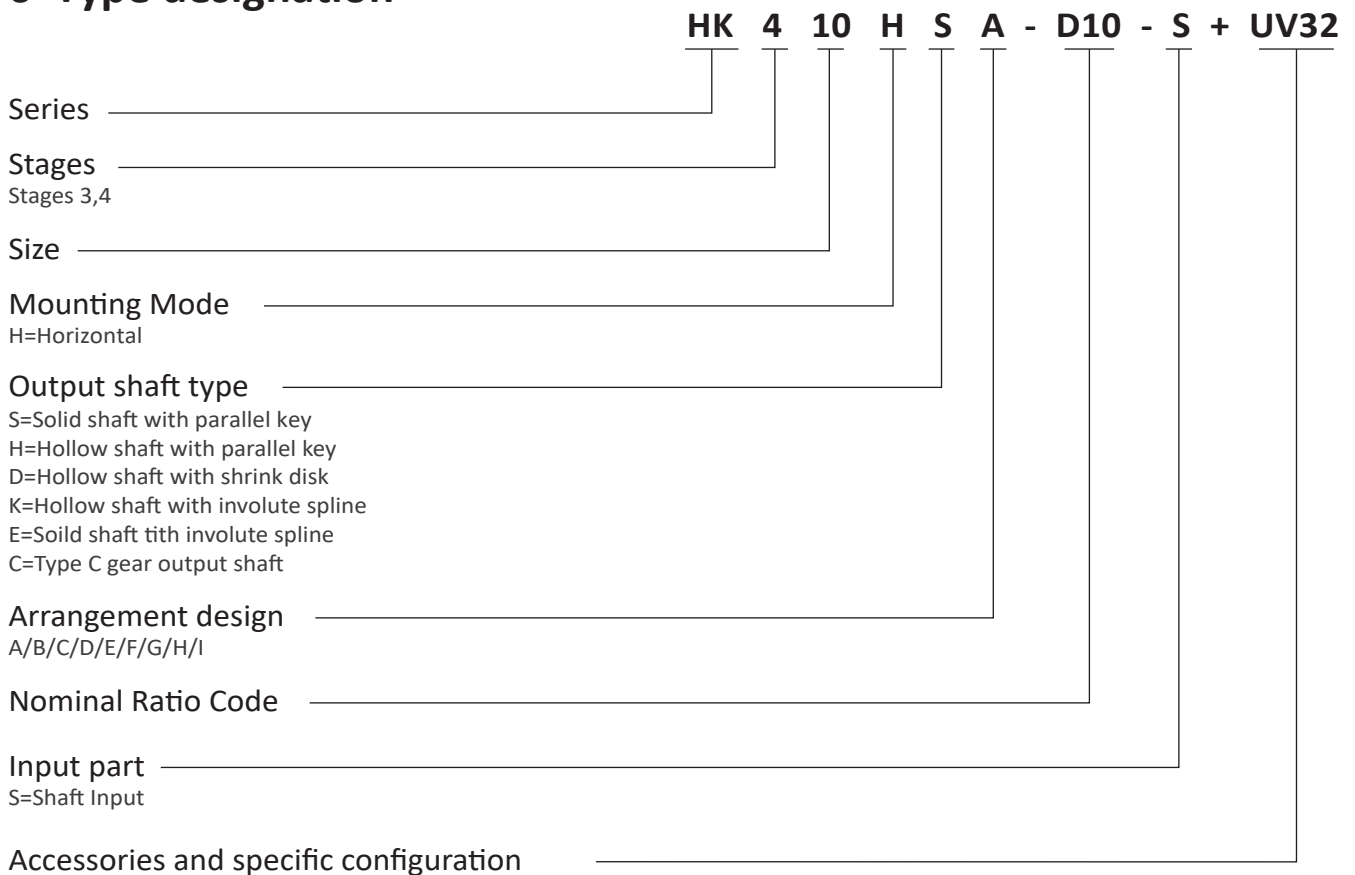 HK 4 10 H S A - D10 - S + UV32
Series
Stages
Stages 3,4
Size
Mounting Mode
H=Horizontal
Output shaft type
S=Solid shaft with parallel key
H=Hollow shaft with parallel key
D=Hollow shaft with shrink disk
K=Hollow shaft with involute spline
E=Soild shaft tith involute spline
C=Type C gear output shaft
Arrangement design
A/B/C/D/E/F/G/H/I
Nominal Ratio Code
Input part
S=Shaft Input
Accessories and specific configuration